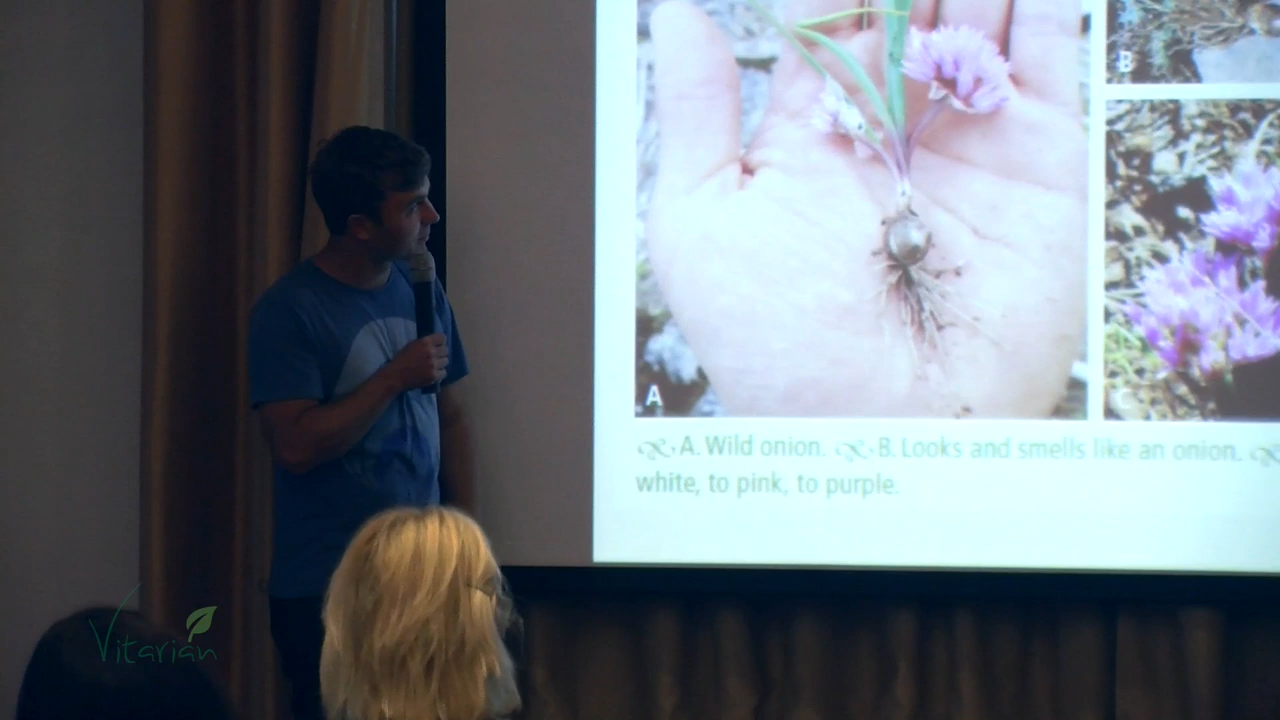 B
A
C
A. Wild onion. B. Looks and smells like an onion.
white, to pink, to purple.
Vitarian